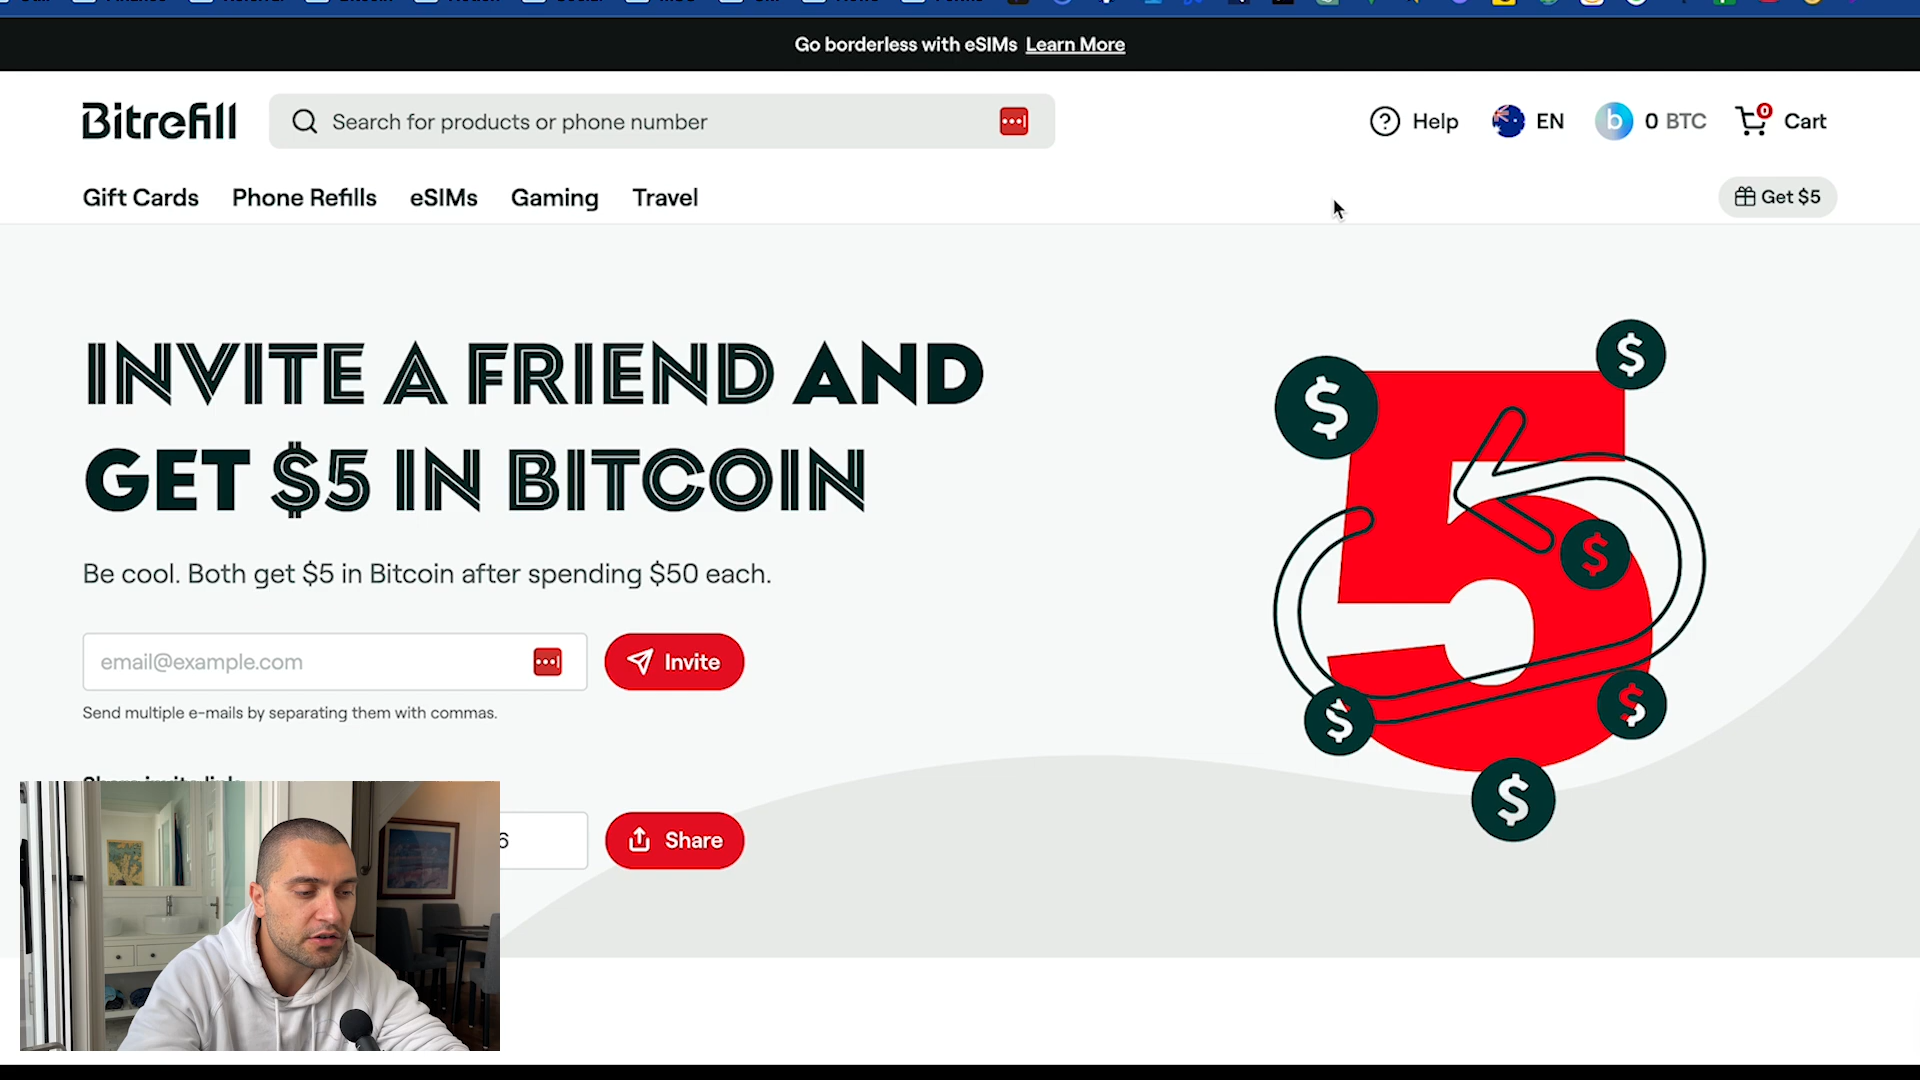 Go borderless with eSIMs Learn More
Bitrefill
Search for products or phone number
Help
EN
b
0 BTC
0
Cart
Gift Cards
Phone Refills
eSIMs
Gaming
Travel
Get $5
INVITE A FRIEND AND
GET $5 IN BITCOIN
5
Be cool. Both get $5 in Bitcoin after spending $50 each.
email@example.com
Invite
Send multiple e-mails by separating them with commas.
Share invite link
6
Share